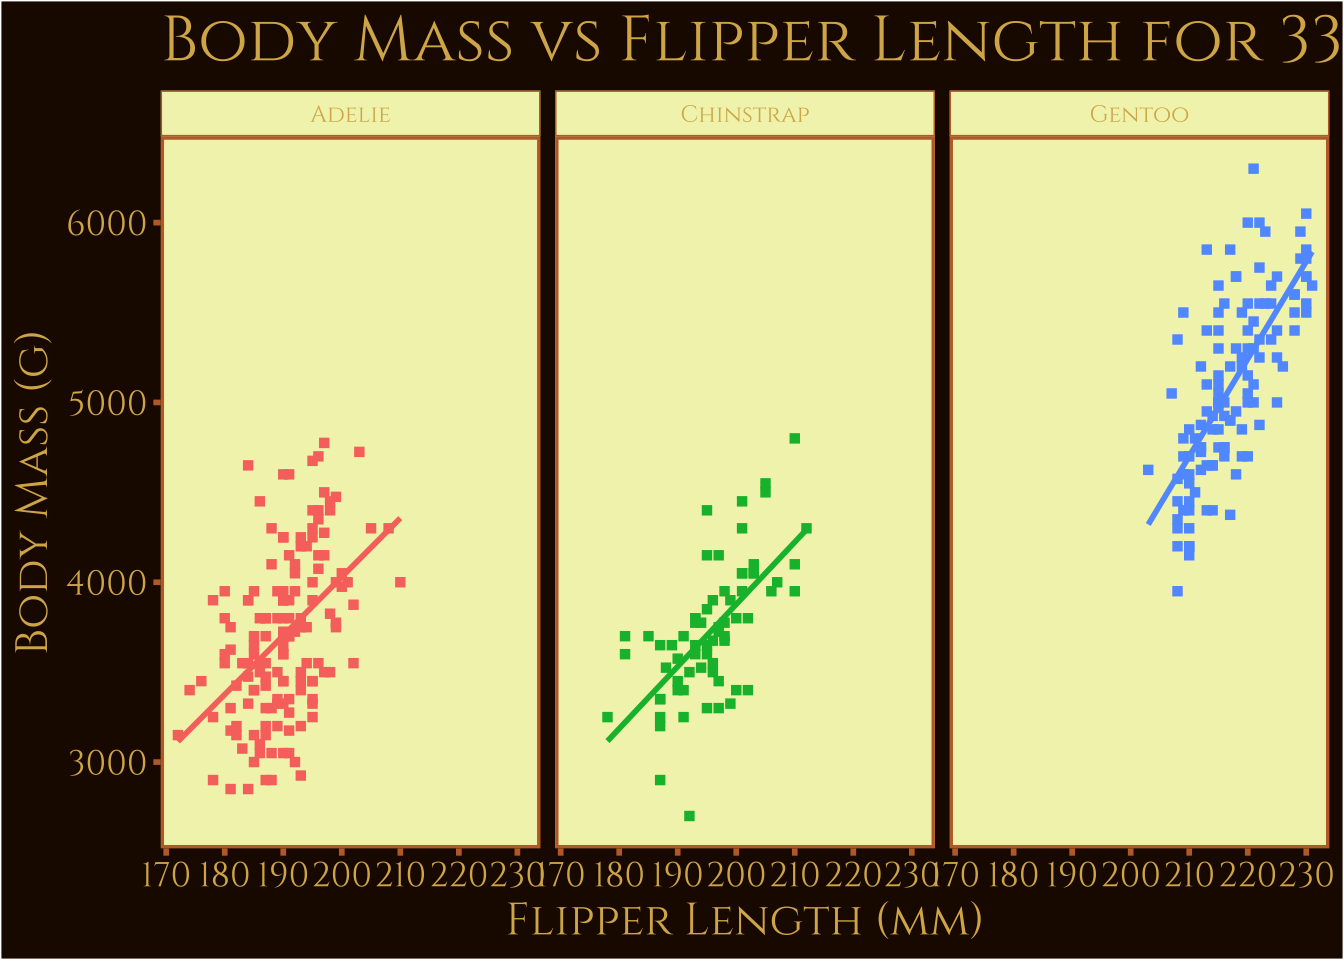 Body Mass vs Flipper Length for 33
Adelie Chinstrap Gentoo
Body Mass (g)
6000
5000
4000
3000
170 180 190 200 210 220 230 170 180 190 200 210 220 230 170 180 190 200 210 220 230
Flipper Length (mm)